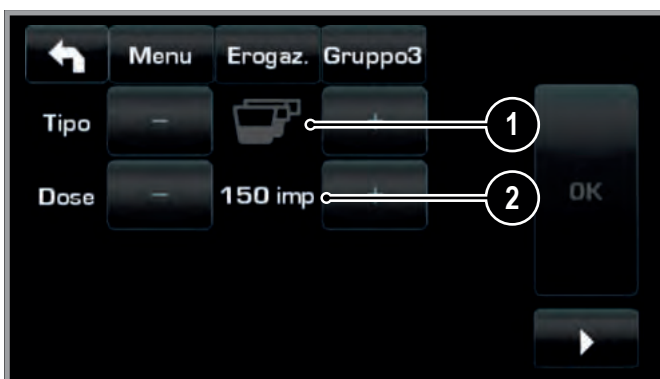 Menu Erogaz. Gruppo3
Tipo − + 1
Dose − 150 imp + 2
OK